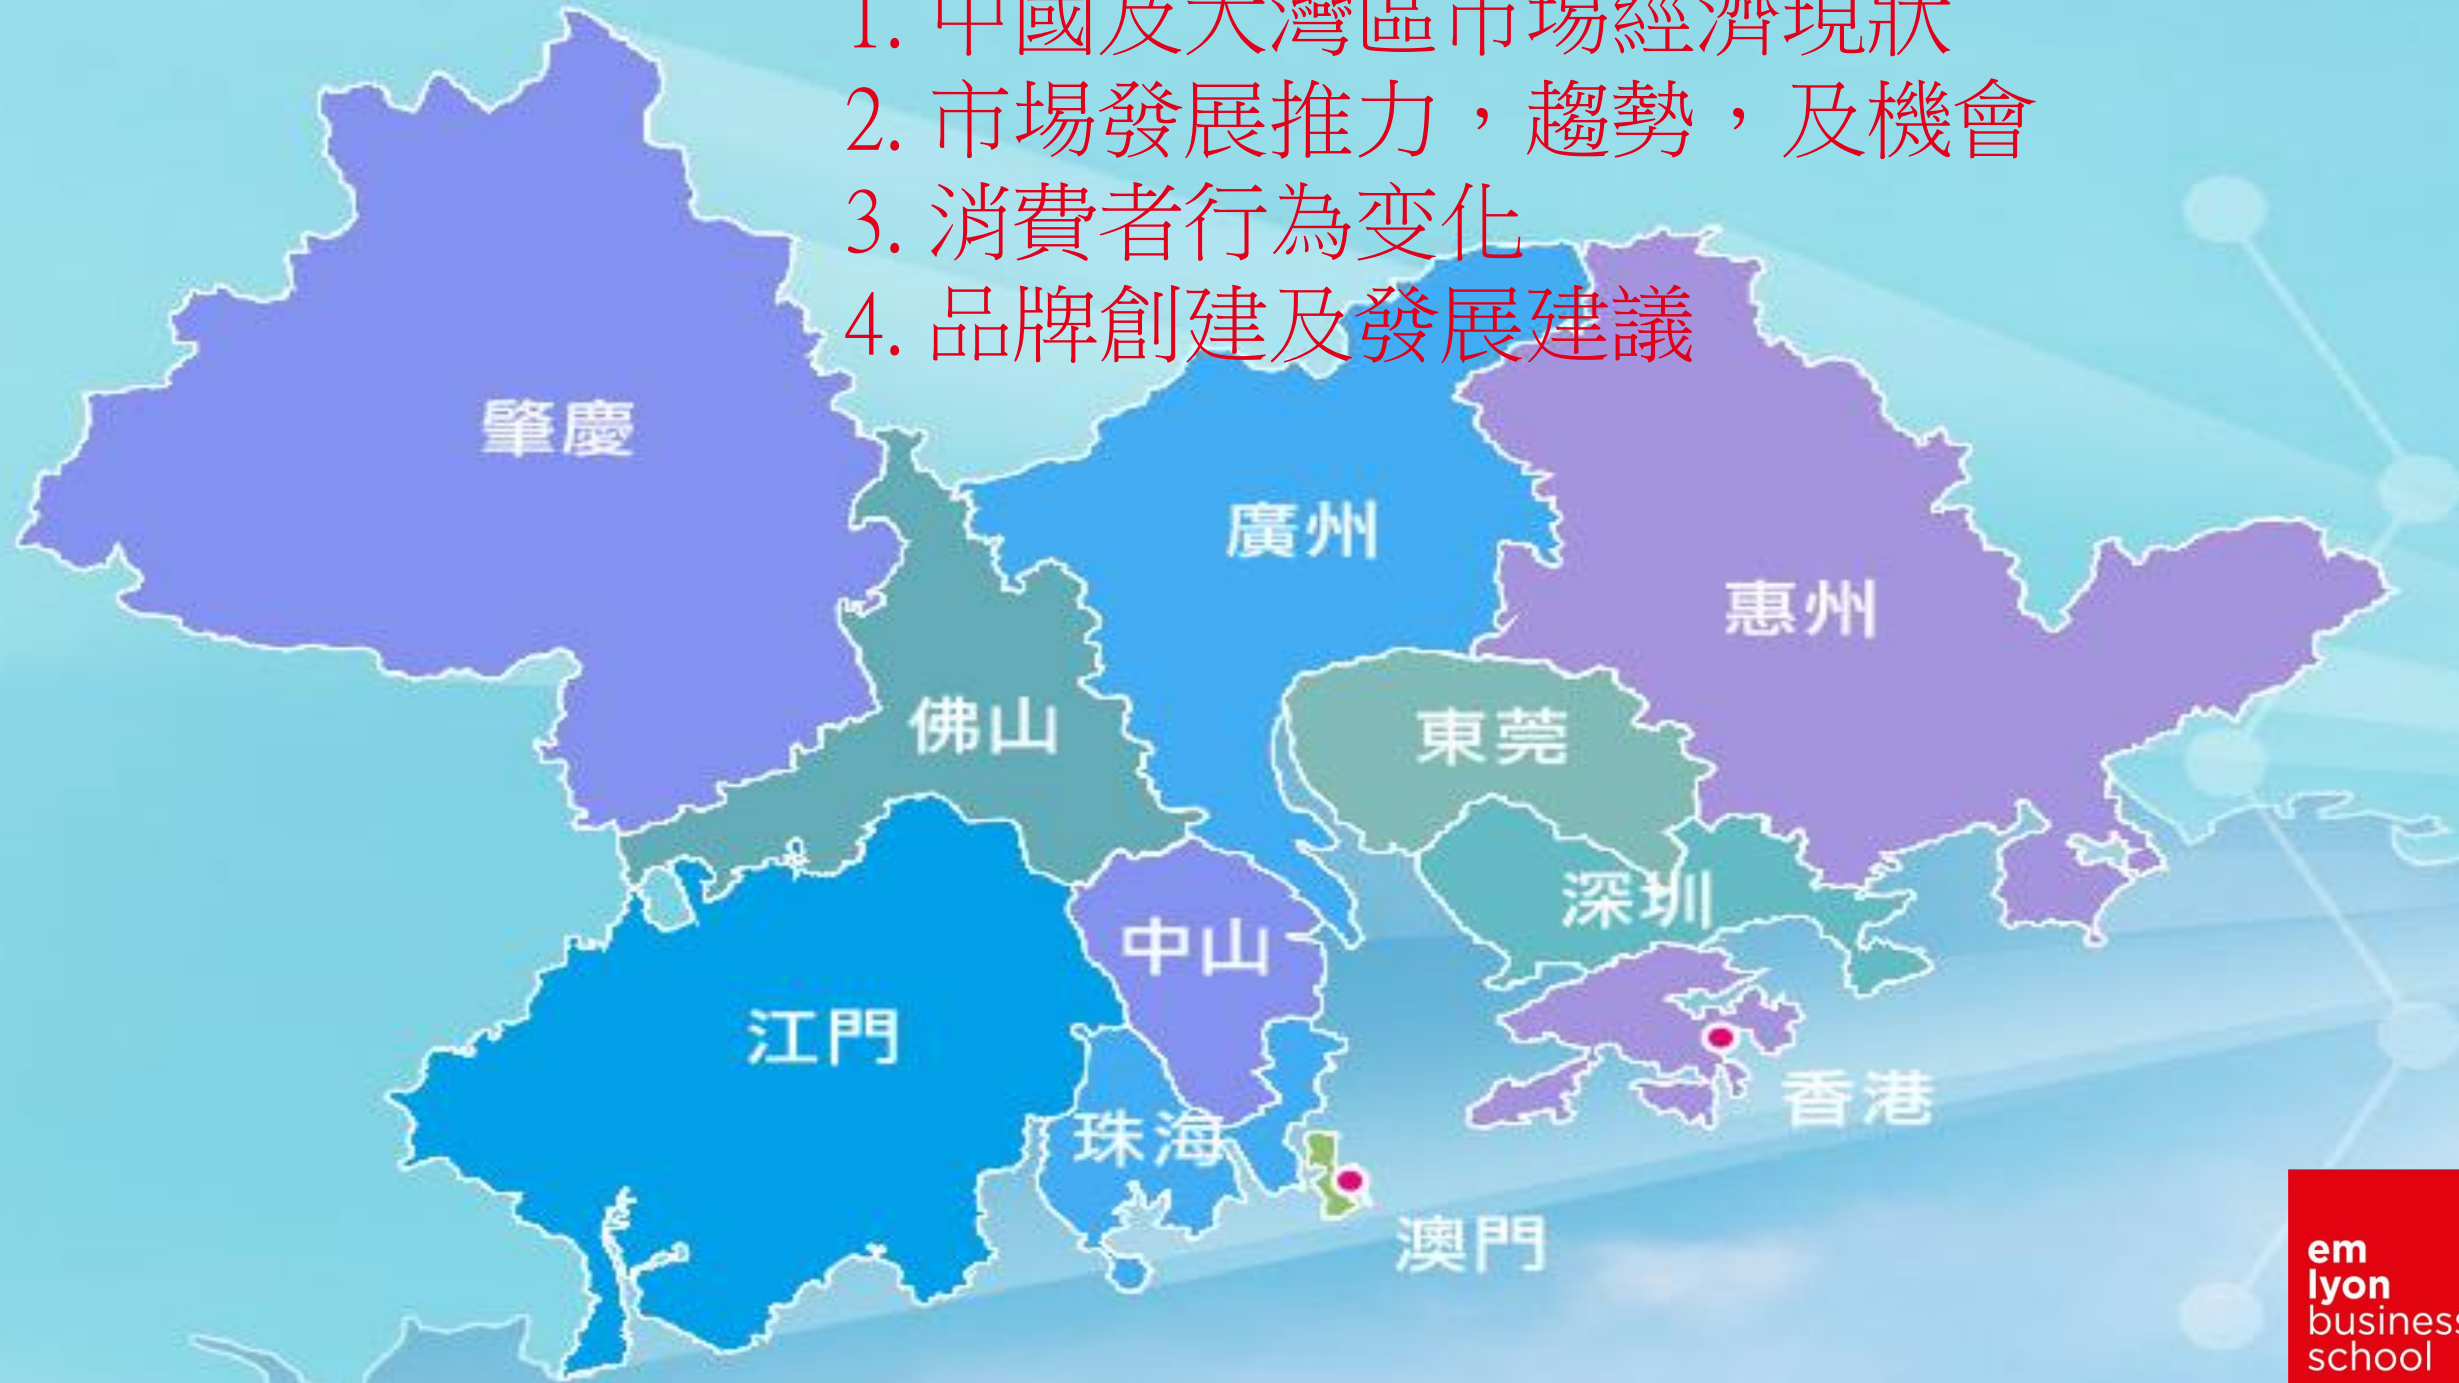 1. 中國及大灣區市場經濟現狀
2. 市場發展推力，趨勢，及機會
3. 消費者行為变化
4. 品牌創建及發展建議
肇慶
廣州
惠州
佛山
東莞
深圳
中山
江門
香港
珠海
澳門
em
lyon
business
school